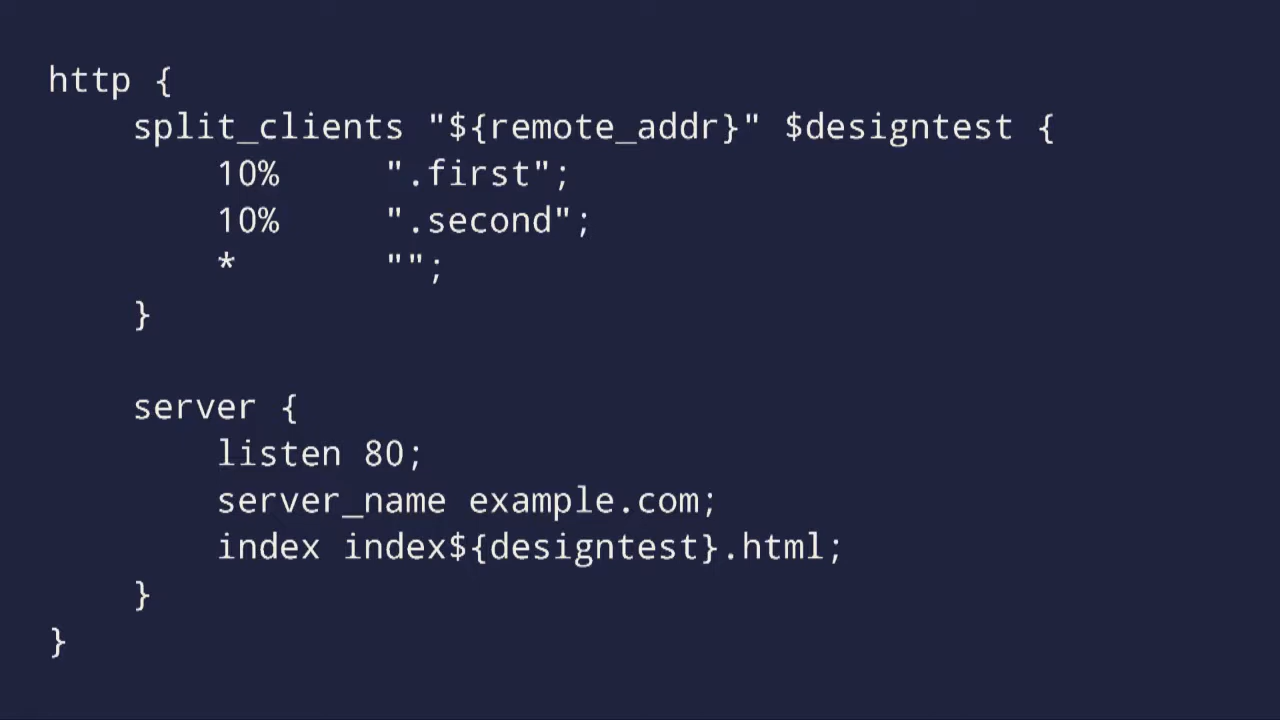 http {
    split_clients "${remote_addr}" $designtest {
        10%     ".first";
        10%     ".second";
        *       "";
    }

    server {
        listen 80;
        server_name example.com;
        index index${designtest}.html;
    }
}